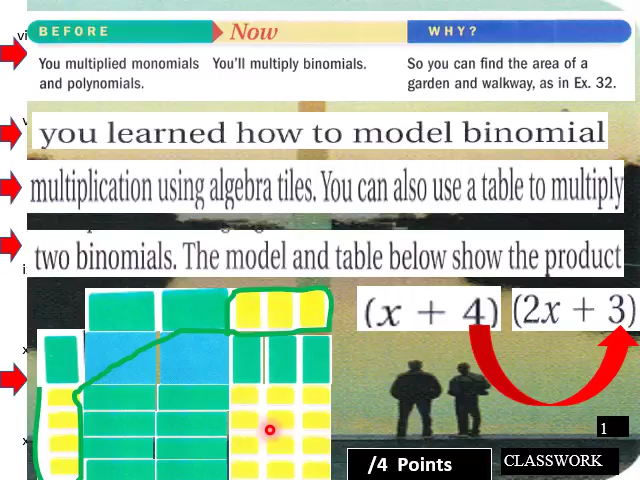 BEFORE Now WHY?
You multiplied monomials You'll multiply binomials. So you can find the area of a
and polynomials. garden and walkway, as in Ex. 32.
you learned how to model binomial
multiplication using algebra tiles. You can also use a table to multiply
two binomials. The model and table below show the product
(x + 4) (2x + 3)
1
/4 Points CLASSWORK